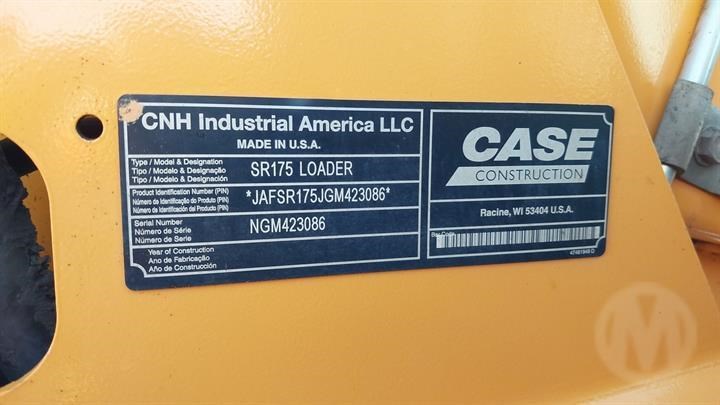 CNH Industrial America LLC
MADE IN U.S.A.
Type / Model & Designation
Tipo / Modelo & Designação
Tipo / Modelo & Designación
SR175 LOADER
Product Identification Number (PIN)
Número de Identificação do Produto (PIN)
Número de Identificación del Producto (PIN)
*JAFSR175JGM423086*
Serial Number
Número de Série
Número de Serie
NGM423086
Year of Construction
Ano de Fabricação
Año de Construcción
CASE
CONSTRUCTION
Racine, WI 53404 U.S.A.
Bar Code
47461949 D
M